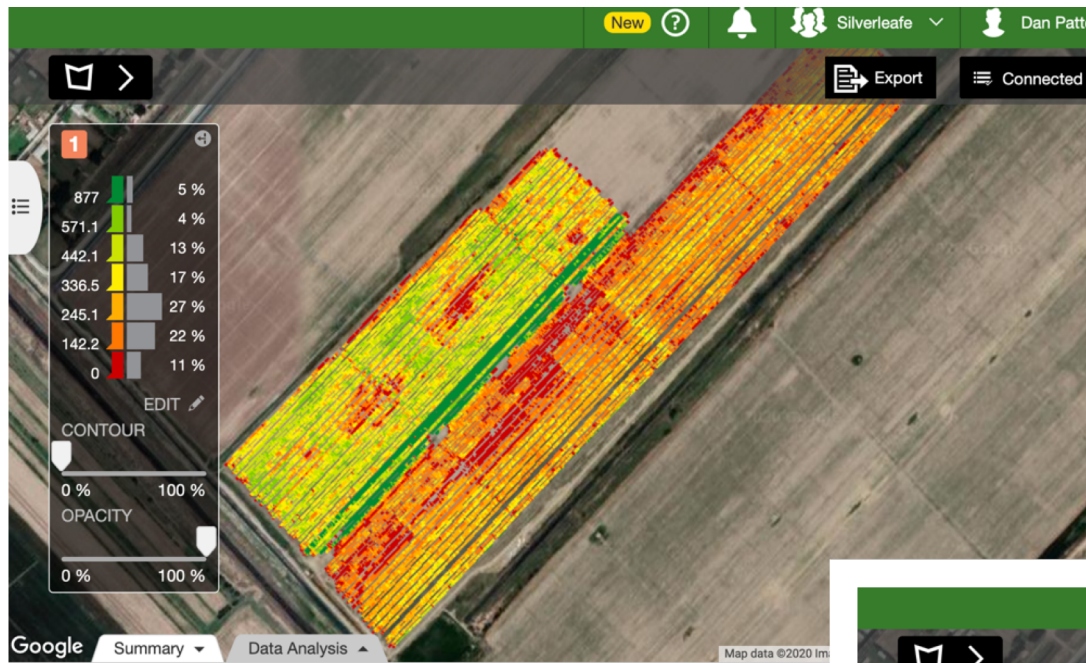 New ? Silverleafe Dan Patt
Export Connected
1
877 5 %
571.1 4 %
442.1 13 %
336.5 17 %
245.1 27 %
142.2 22 %
0 11 %
EDIT
CONTOUR
0 % 100 %
OPACITY
0 % 100 %
Google Summary Data Analysis Map data ©2020 Ima